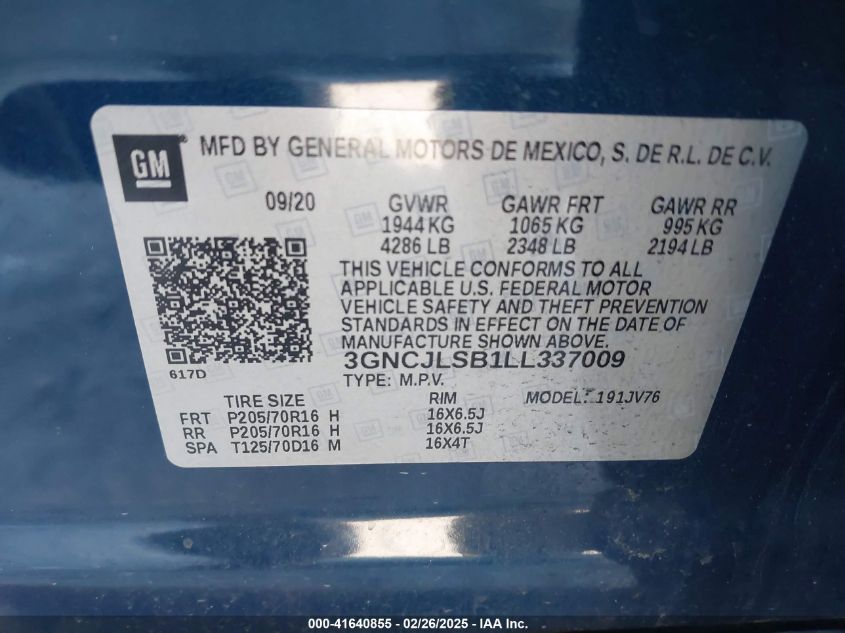 GM
MFD BY GENERAL MOTORS DE MEXICO, S. DE R.L. DE C.V.
09/20 GVWR GAWR FRT GAWR RR
1944 KG 1065 KG 995 KG
4286 LB 2348 LB 2194 LB
THIS VEHICLE CONFORMS TO ALL
APPLICABLE U.S. FEDERAL MOTOR
VEHICLE SAFETY AND THEFT PREVENTION
STANDARDS IN EFFECT ON THE DATE OF
MANUFACTURE SHOWN ABOVE.
3GNCJLSB1LL337009
617D
TYPE: M.P.V.
TIRE SIZE RIM MODEL: 191JV76
FRT P205/70R16 H 16X6.5J
RR P205/70R16 H 16X6.5J
SPA T125/70D16 M 16X4T
000-41640855 - 02/26/2025 - IAA Inc.